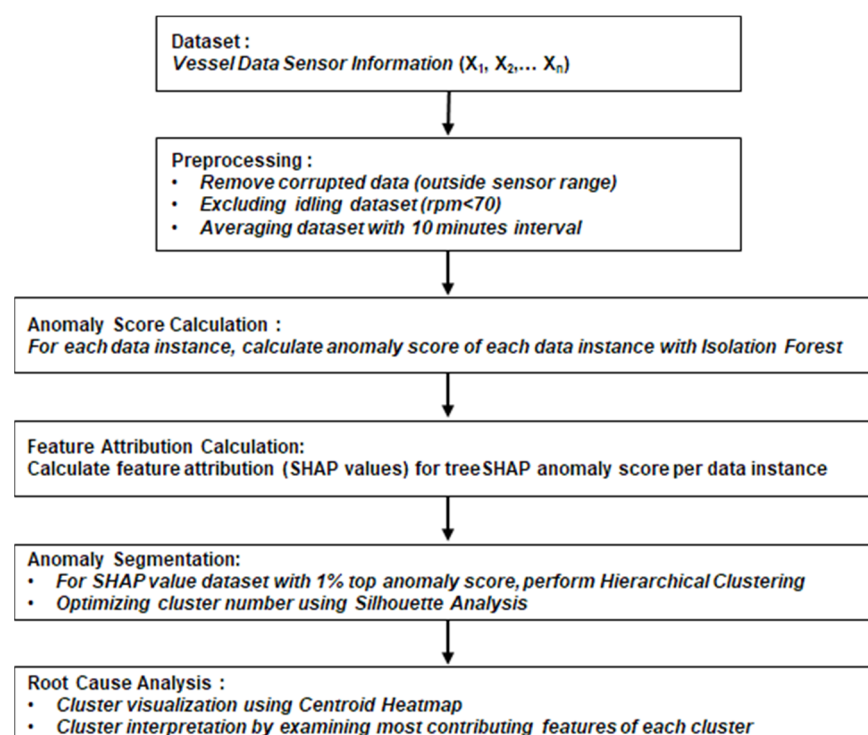 Dataset :
Vessel Data Sensor Information (X1, X2,... Xn)
Preprocessing :
• Remove corrupted data (outside sensor range)
• Excluding idling dataset (rpm<70)
• Averaging dataset with 10 minutes interval
Anomaly Score Calculation :
For each data instance, calculate anomaly score of each data instance with Isolation Forest
Feature Attribution Calculation:
Calculate feature attribution (SHAP values) for tree SHAP anomaly score per data instance
Anomaly Segmentation:
• For SHAP value dataset with 1% top anomaly score, perform Hierarchical Clustering
• Optimizing cluster number using Silhouette Analysis
Root Cause Analysis :
• Cluster visualization using Centroid Heatmap
• Cluster interpretation by examining most contributing features of each cluster